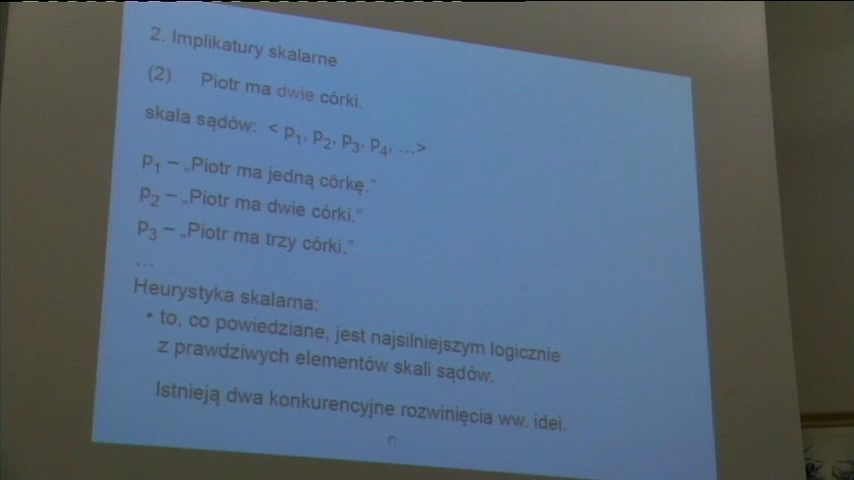 2. Implikatury skalarne
(2) Piotr ma dwie córki.
skala sądów: < p₁, p₂, p₃, p₄, …>
p₁ – „Piotr ma jedną córkę.”
p₂ – „Piotr ma dwie córki.”
p₃ – „Piotr ma trzy córki.”
…
Heurystyka skalarna:
• to, co powiedziane, jest najsilniejszym logicznie
z prawdziwych elementów skali sądów.
Istnieją dwa konkurencyjne rozwinięcia ww. idei.